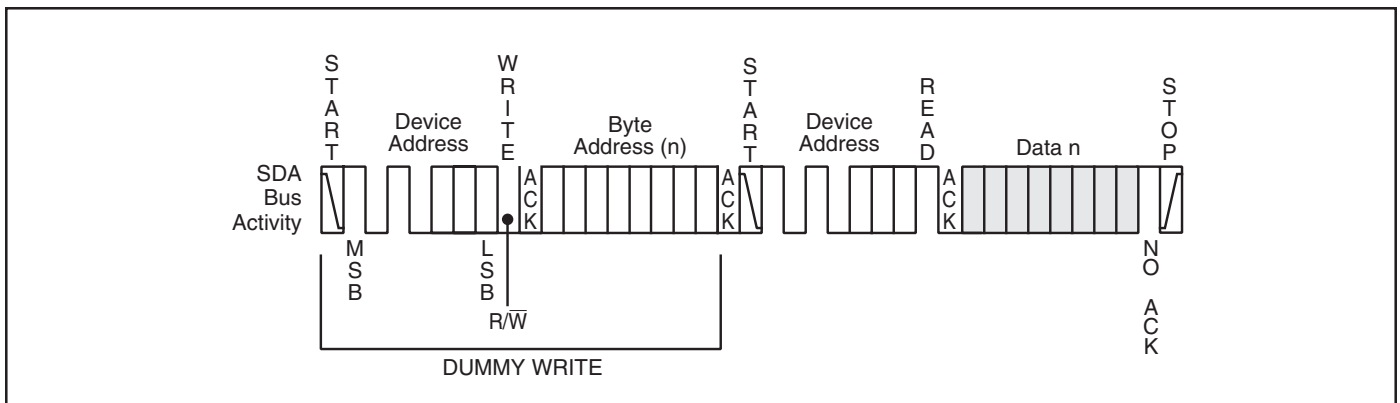 START
WRITE
START
READ
STOP
Device
Address
Byte
Address (n)
Device
Address
Data n
SDA
Bus
Activity
ACK
ACK
ACK
MSB
LSB
R/W̅
NO ACK
DUMMY WRITE